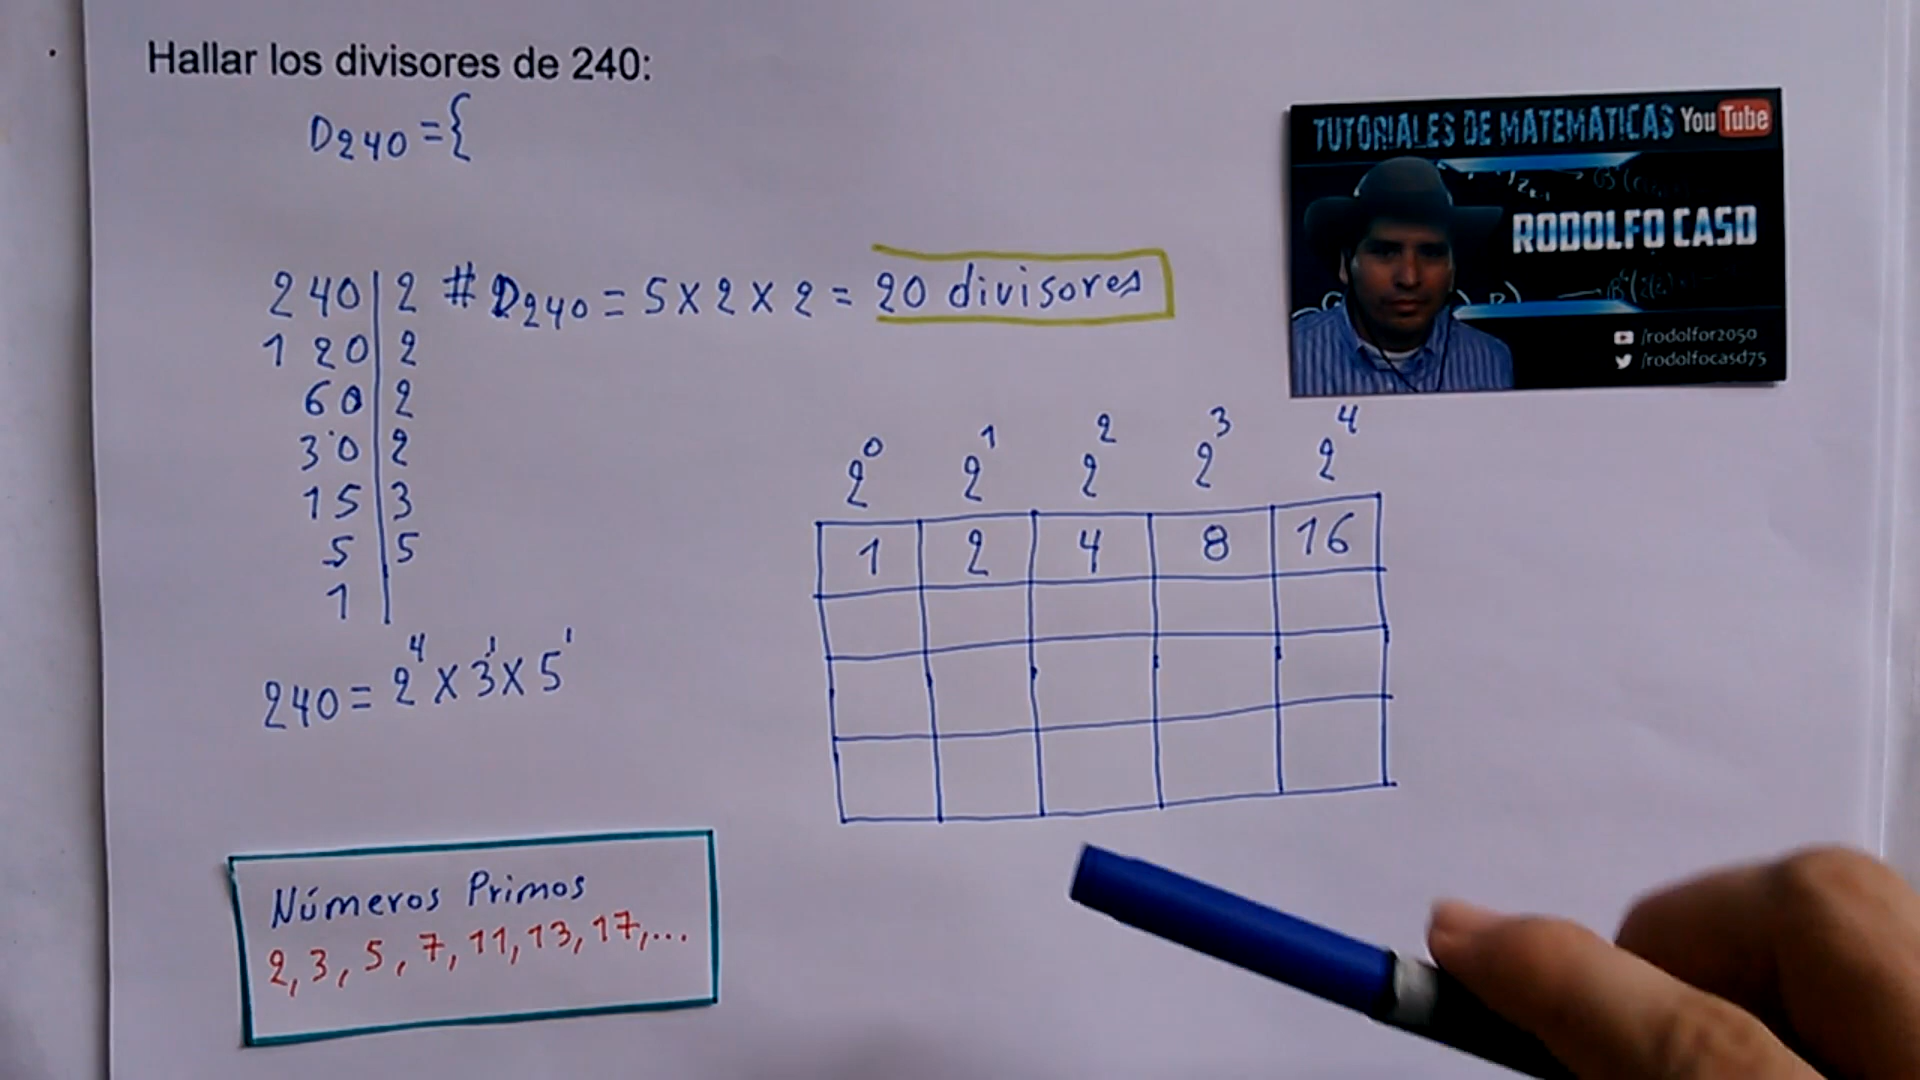 Hallar los divisores de 240:
D240 = {
TUTORIALES DE MATEMATICAS YouTube
RODOLFO CASD
/rodolfor2050
/rodolfocasd75
240 | 2 # D240 = 5 x 2 x 2 = 20 divisores
120 | 2
60 | 2
30 | 2
15 | 3
5 | 5
1 |
240 = 2⁴ x 3¹ x 5¹
2⁰ 2¹ 2² 2³ 2⁴
1 2 4 8 16
Números Primos
2, 3, 5, 7, 11, 13, 17, ...